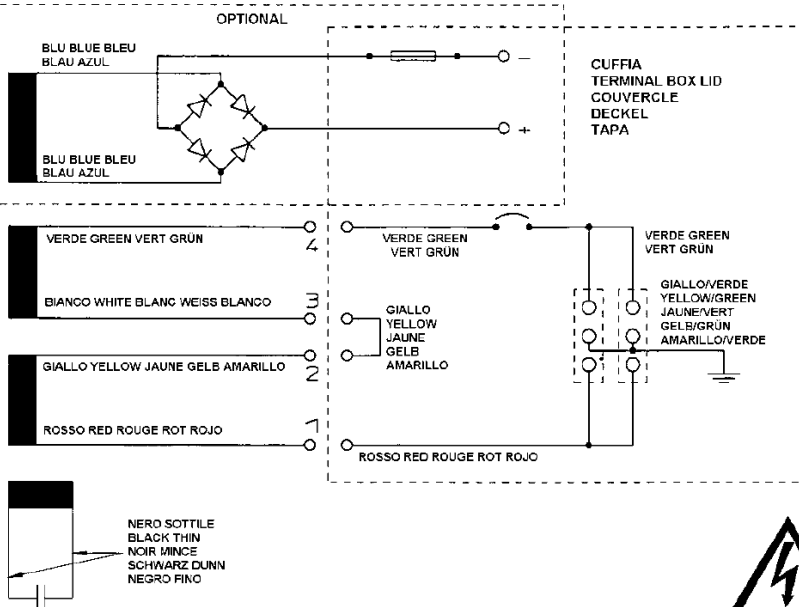 OPTIONAL
BLU BLUE BLEU
BLAU AZUL
−
CUFFIA
TERMINAL BOX LID
COUVERCLE
DECKEL
TAPA
+
BLU BLUE BLEU
BLAU AZUL
VERDE GREEN VERT GRÜN
4
VERDE GREEN
VERT GRÜN
VERDE GREEN
VERT GRÜN
BIANCO WHITE BLANC WEISS BLANCO
3
GIALLO
YELLOW
JAUNE
GELB
AMARILLO
GIALLO/VERDE
YELLOW/GREEN
JAUNE/VERT
GELB/GRÜN
AMARILLO/VERDE
GIALLO YELLOW JAUNE GELB AMARILLO
2
ROSSO RED ROUGE ROT ROJO
1
ROSSO RED ROUGE ROT ROJO
NERO SOTTILE
BLACK THIN
NOIR MINCE
SCHWARZ DUNN
NEGRO FINO